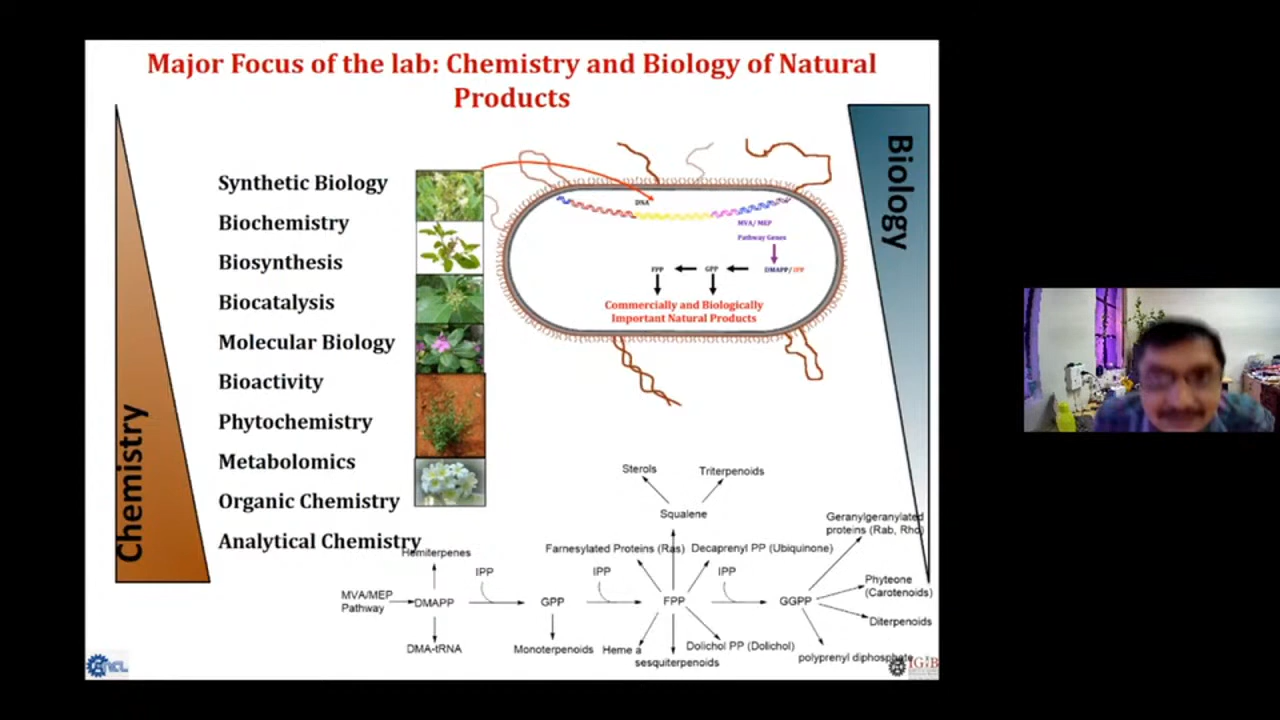 Major Focus of the lab: Chemistry and Biology of Natural
Products
Chemistry
Biology
Synthetic Biology
Biochemistry
Biosynthesis
Biocatalysis
Molecular Biology
Bioactivity
Phytochemistry
Metabolomics
Organic Chemistry
Analytical Chemistry
DNA
MVA/ MEP
Pathway Genes
FPP
GPP
DMAPP/ IPP
Commercially and Biologically
Important Natural Products
Sterols
Triterpenoids
Squalene
Geranylgeranylated
proteins (Rab, Rho)
Hemiterpenes
Farnesylated Proteins (Ras)
Decaprenyl PP (Ubiquinone)
IPP
IPP
IPP
MVA/MEP
Pathway
DMAPP
GPP
FPP
GGPP
Phyteone
(Carotenoids)
Diterpenoids
DMA-tRNA
Monoterpenoids
Heme a
Dolichol PP (Dolichol)
sesquiterpenoids
polyprenyl diphosphate
IGIB